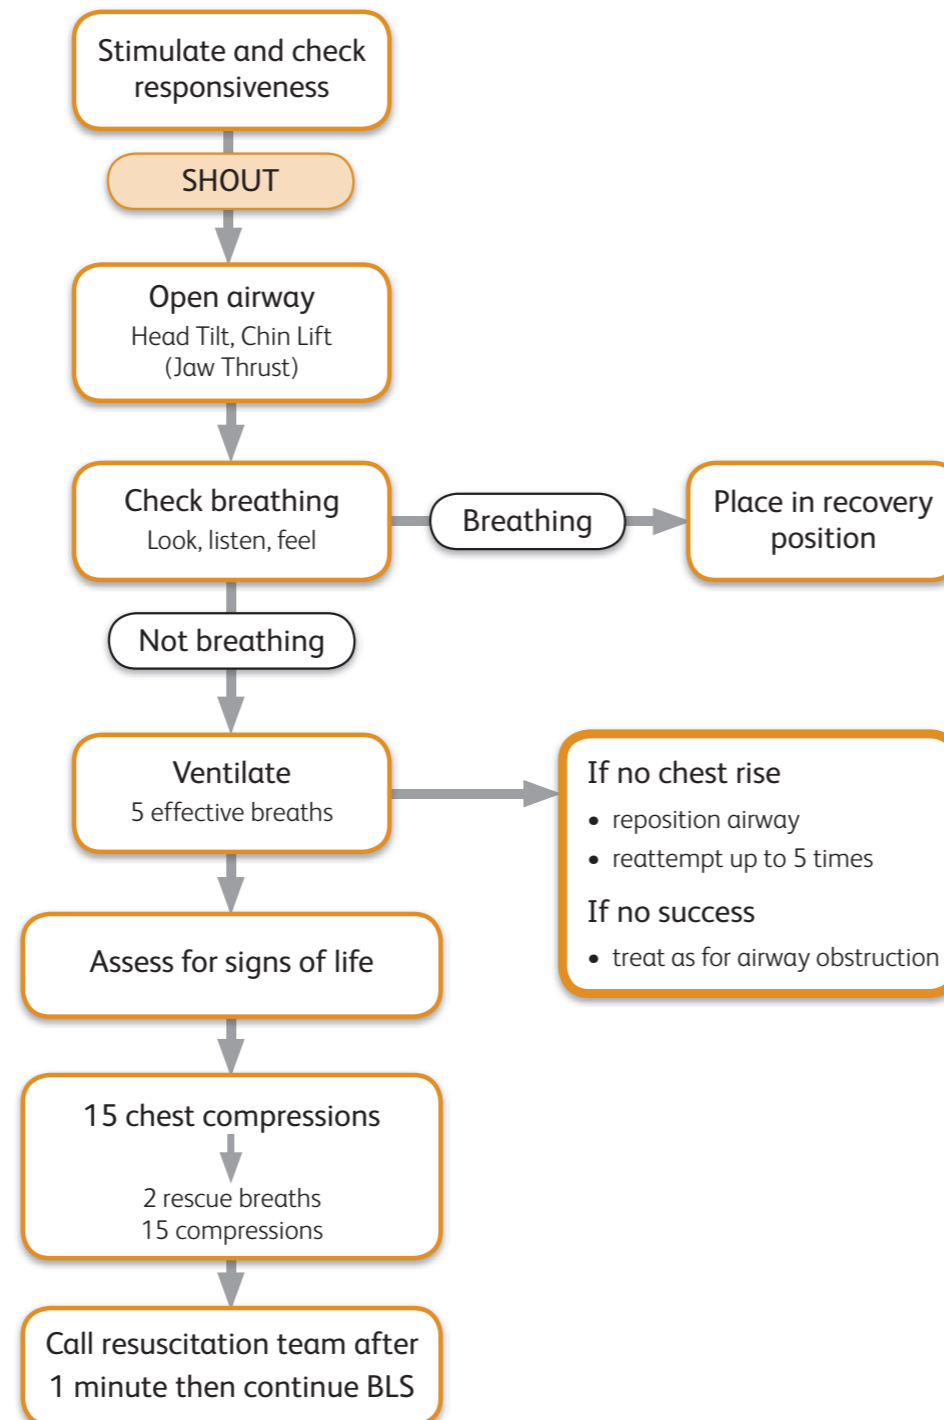 Stimulate and check
responsiveness
SHOUT
Open airway
Head Tilt, Chin Lift
(Jaw Thrust)
Check breathing
Look, listen, feel
Breathing
Place in recovery
position
Not breathing
Ventilate
5 effective breaths
If no chest rise
• reposition airway
• reattempt up to 5 times
If no success
• treat as for airway obstruction
Assess for signs of life
15 chest compressions
2 rescue breaths
15 compressions
Call resuscitation team after
1 minute then continue BLS